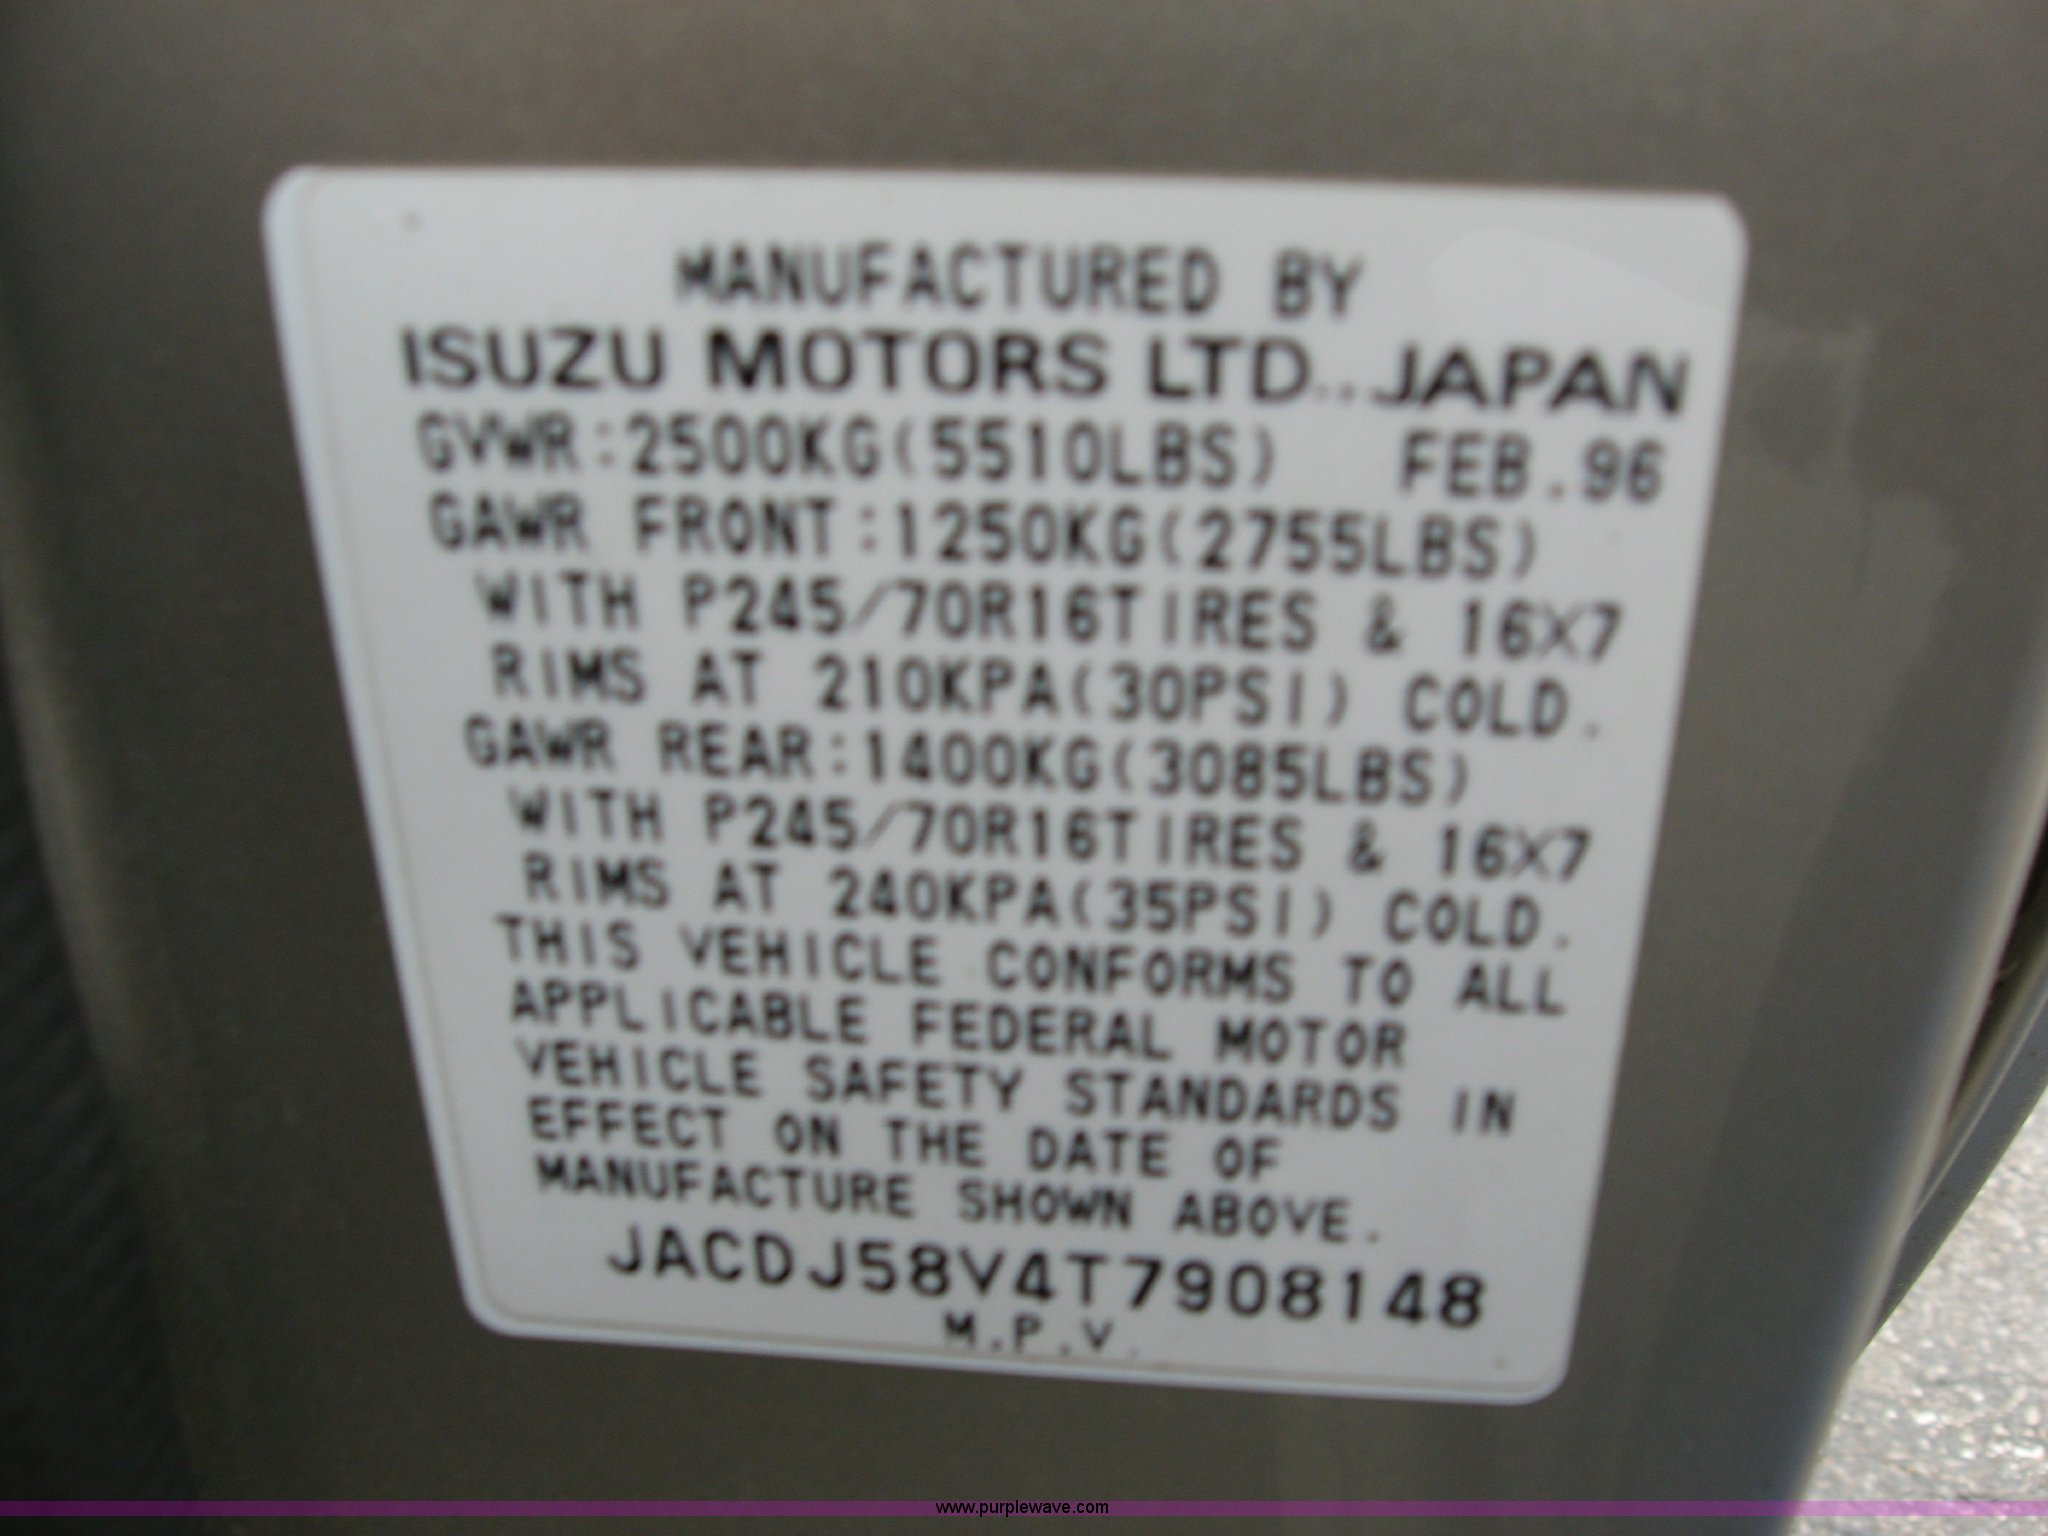 MANUFACTURED BY
ISUZU MOTORS LTD., JAPAN
GVWR:2500KG(5510LBS) FEB.96
GAWR FRONT:1250KG(2755LBS)
WITH P245/70R16TIRES & 16X7
RIMS AT 210KPA(30PSI) COLD.
GAWR REAR:1400KG(3085LBS)
WITH P245/70R16TIRES & 16X7
RIMS AT 240KPA(35PSI) COLD.
THIS VEHICLE CONFORMS TO ALL
APPLICABLE FEDERAL MOTOR
VEHICLE SAFETY STANDARDS IN
EFFECT ON THE DATE OF
MANUFACTURE SHOWN ABOVE.
JACDJ58V4T7908148
M.P.V.
www.purplewave.com